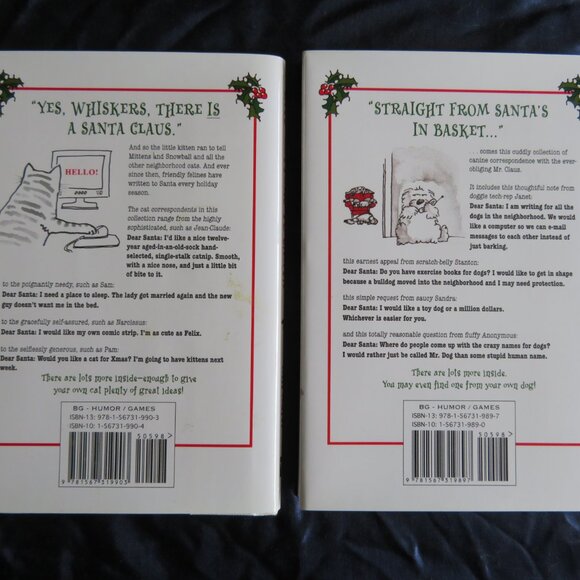 "Yes, Whiskers, there is
a Santa Claus."
HELLO!
And so the little kitten ran to tell
Mittens and Snowball and all the
other neighborhood cats. And ever
since then, friendly felines have
written to Santa every holiday
season.
The cat correspondents in this
collection range from the highly
sophisticated, such as Jean-Claude:
Dear Santa: I'd like a nice twelve-
year aged-in-an-old-sock hand-
selected, single-stalk catnip. Smooth,
with a nice nose, and just a little bit
of bite to it.
to the poignantly needy, such as Sam:
Dear Santa: I need a place to sleep. The lady got married again and the new
guy doesn't want me in the bed.
to the gracefully self-assured, such as Narcissus:
Dear Santa: I would like my own comic strip. I'm as cute as Felix.
to the selflessly generous, such as Pam:
Dear Santa: Would you like a cat for Xmas? I'm going to have kittens next
week.
There are lots more inside—enough to give
your own cat plenty of great ideas!
BG - HUMOR / GAMES
ISBN-13: 978-1-56731-990-3
ISBN-10: 1-56731-990-4
50598>
9 781567 319903
"Straight from Santa's
in basket..."
...comes this cuddly collection of
canine correspondence with the ever-
obliging Mr. Claus.
It includes this thoughtful note from
doggie tech-rep Janet:
Dear Santa: I am writing for all the
dogs in the neighborhood. We would
like a computer so we can e-mail
messages to each other instead of
just barking.
this earnest appeal from scratch-belly Stanton:
Dear Santa: Do you have exercise books for dogs? I would like to get in shape
because a bulldog moved into the neighborhood and I may need protection.
this simple request from saucy Sandra:
Dear Santa: I would like a toy dog or a million dollars.
Whichever is easier for you.
and this totally reasonable question from fluffy Anonymous:
Dear Santa: Where do people come up with the crazy names for dogs?
I would rather just be called Mr. Dog than some stupid human name.
There are lots more inside.
You may even find one from your own dog!
BG - HUMOR / GAMES
ISBN-13: 978-1-56731-989-7
ISBN-10: 1-56731-989-0
50598>
9 781567 319897